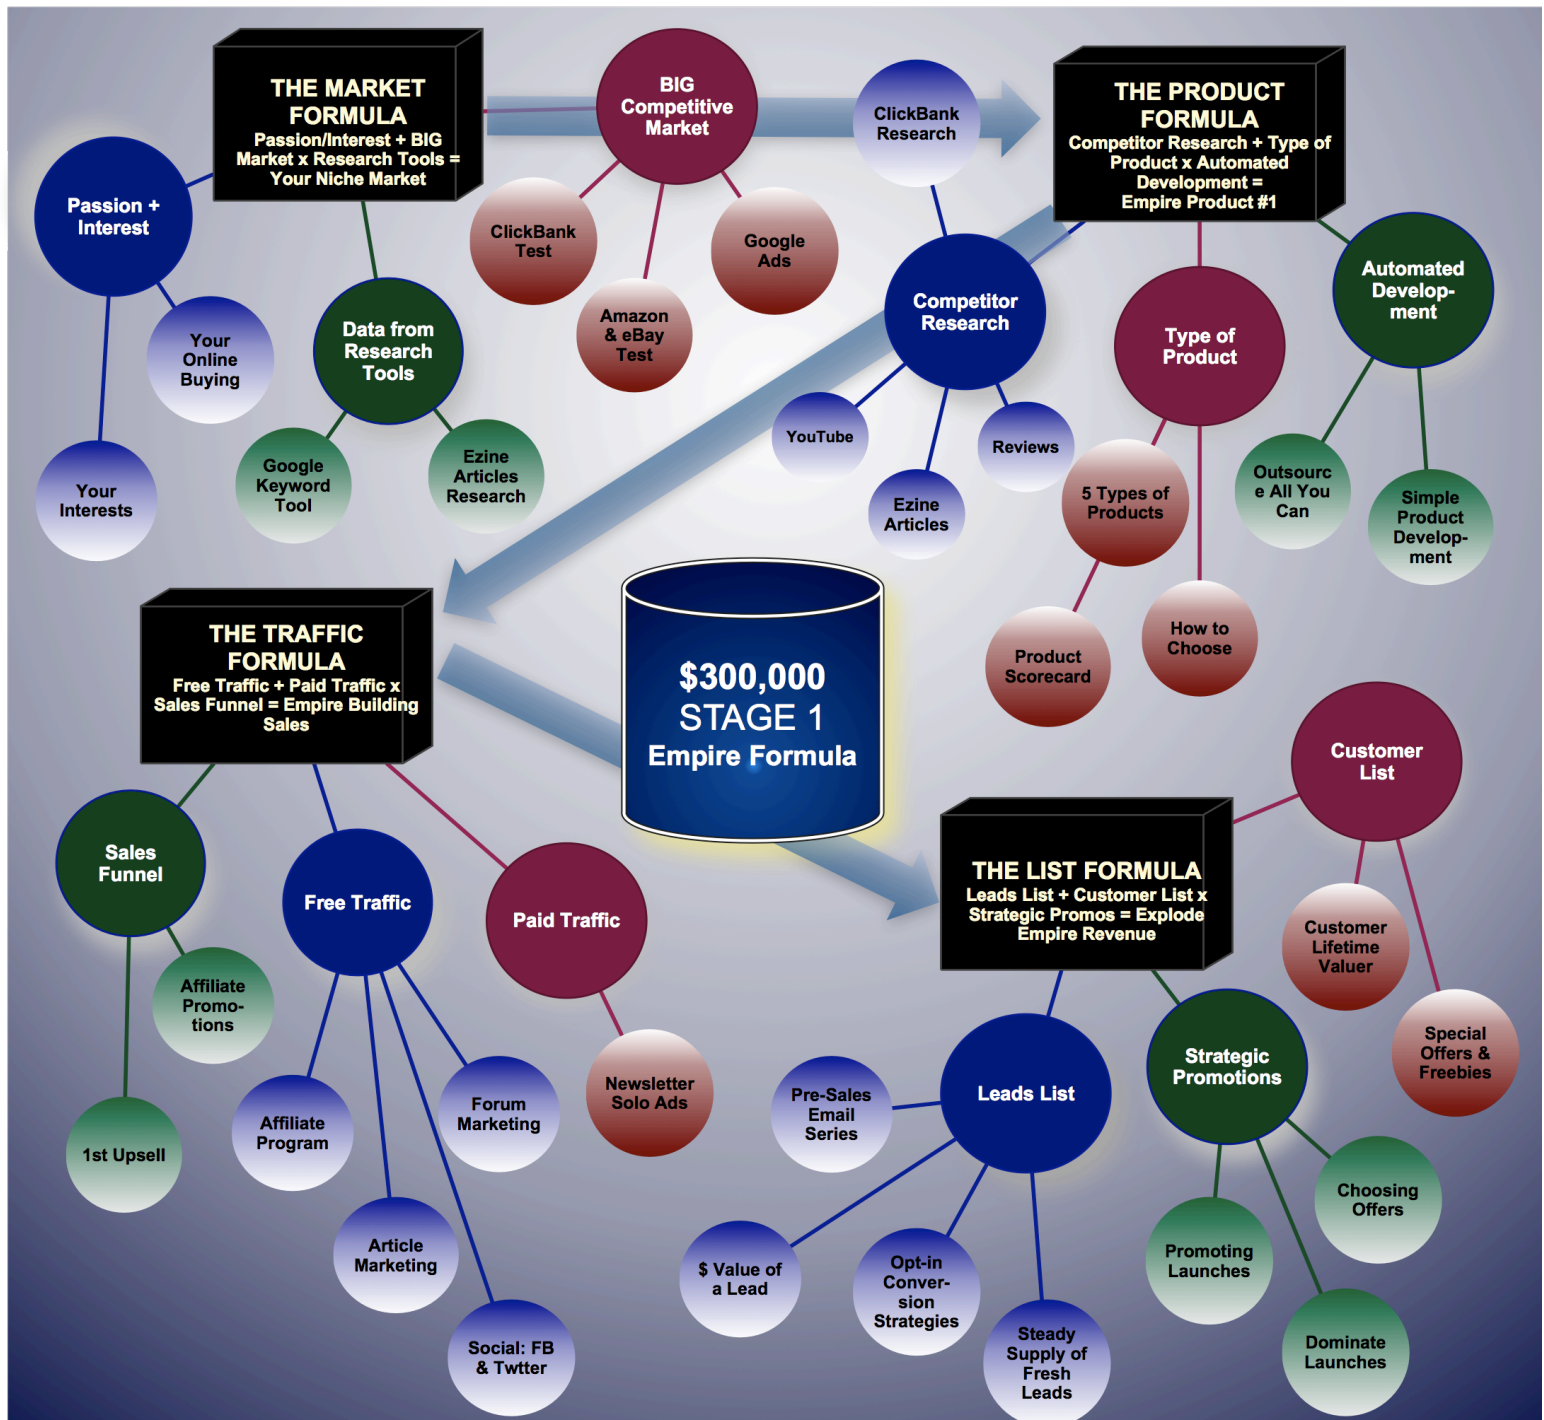 THE MARKET
FORMULA
Passion/Interest + BIG
Market x Research Tools =
Your Niche Market
Passion +
Interest
Your
Online
Buying
Your
Interests
Data from
Research
Tools
Google
Keyword
Tool
Ezine
Articles
Research
BIG
Competitive
Market
ClickBank
Test
Amazon
& eBay
Test
Google
Ads
THE PRODUCT
FORMULA
Competitor Research + Type of
Product x Automated
Development =
Empire Product #1
ClickBank
Research
Competitor
Research
YouTube
Ezine
Articles
Reviews
Type of
Product
5 Types of
Products
Product
Scorecard
How to
Choose
Automated
Develop-
ment
Outsourc
e All You
Can
Simple
Product
Develop-
ment
$300,000
STAGE 1
Empire Formula
THE TRAFFIC
FORMULA
Free Traffic + Paid Traffic x
Sales Funnel = Empire Building
Sales
Sales
Funnel
Affiliate
Promo-
tions
1st Upsell
Free Traffic
Affiliate
Program
Article
Marketing
Social: FB
& Twtter
Forum
Marketing
Paid Traffic
Newsletter
Solo Ads
THE LIST FORMULA
Leads List + Customer List x
Strategic Promos = Explode
Empire Revenue
Customer
List
Customer
Lifetime
Valuer
Special
Offers &
Freebies
Leads List
Pre-Sales
Email
Series
$ Value of
a Lead
Opt-in
Conver-
sion
Strategies
Steady
Supply of
Fresh
Leads
Strategic
Promotions
Promoting
Launches
Choosing
Offers
Dominate
Launches